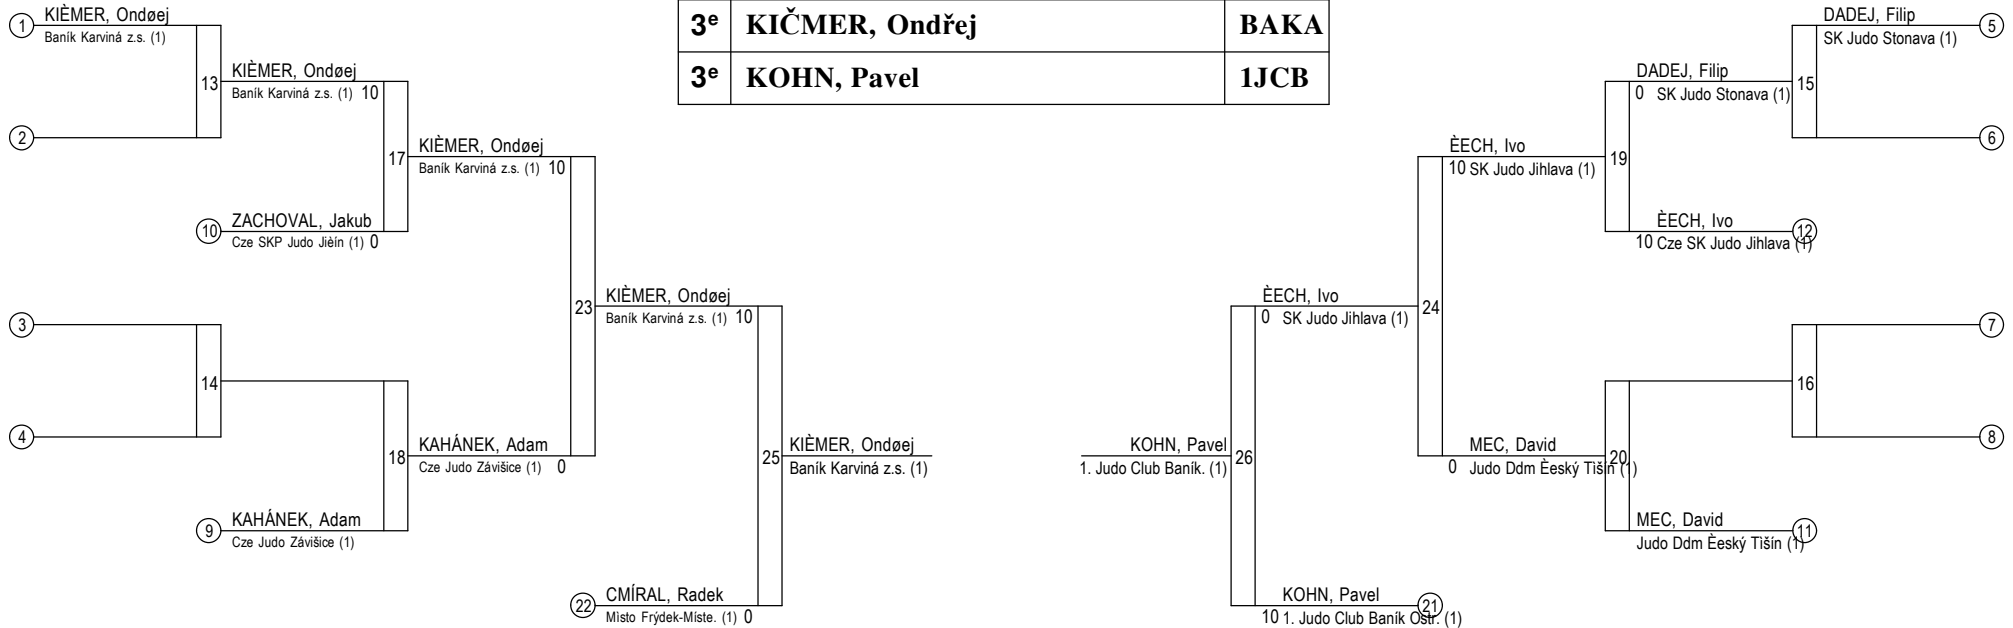 3e KIČMER, Ondřej BAKA
3e KOHN, Pavel 1JCB
1 KIÈMER, Ondøej
Baník Karviná z.s. (1)
13
2
KIÈMER, Ondøej
Baník Karviná z.s. (1) 10
17
10 ZACHOVAL, Jakub
Cze SKP Judo Jièín (1) 0
KIÈMER, Ondøej
Baník Karviná z.s. (1) 10
3
14
4
18
9 KAHÁNEK, Adam
Cze Judo Závišice (1)
KAHÁNEK, Adam
Cze Judo Závišice (1) 0
23
KIÈMER, Ondøej
Baník Karviná z.s. (1) 10
25
22 CMÍRAL, Radek
Mìsto Frýdek-Míste. (1) 0
KIÈMER, Ondøej
Baník Karviná z.s. (1)
DADEJ, Filip 5
SK Judo Stonava (1)
15
6
DADEJ, Filip
0 SK Judo Stonava (1)
19
ÈECH, Ivo 12
10 Cze SK Judo Jihlava (1)
ÈECH, Ivo
10 SK Judo Jihlava (1)
7
16
8
20
MEC, David 11
Judo Ddm Èeský Tìšín (1)
MEC, David
0 Judo Ddm Èeský Tìšín (1)
24
ÈECH, Ivo
0 SK Judo Jihlava (1)
26
KOHN, Pavel 21
10 1. Judo Club Baník Ostr. (1)
KOHN, Pavel
1. Judo Club Baník. (1)